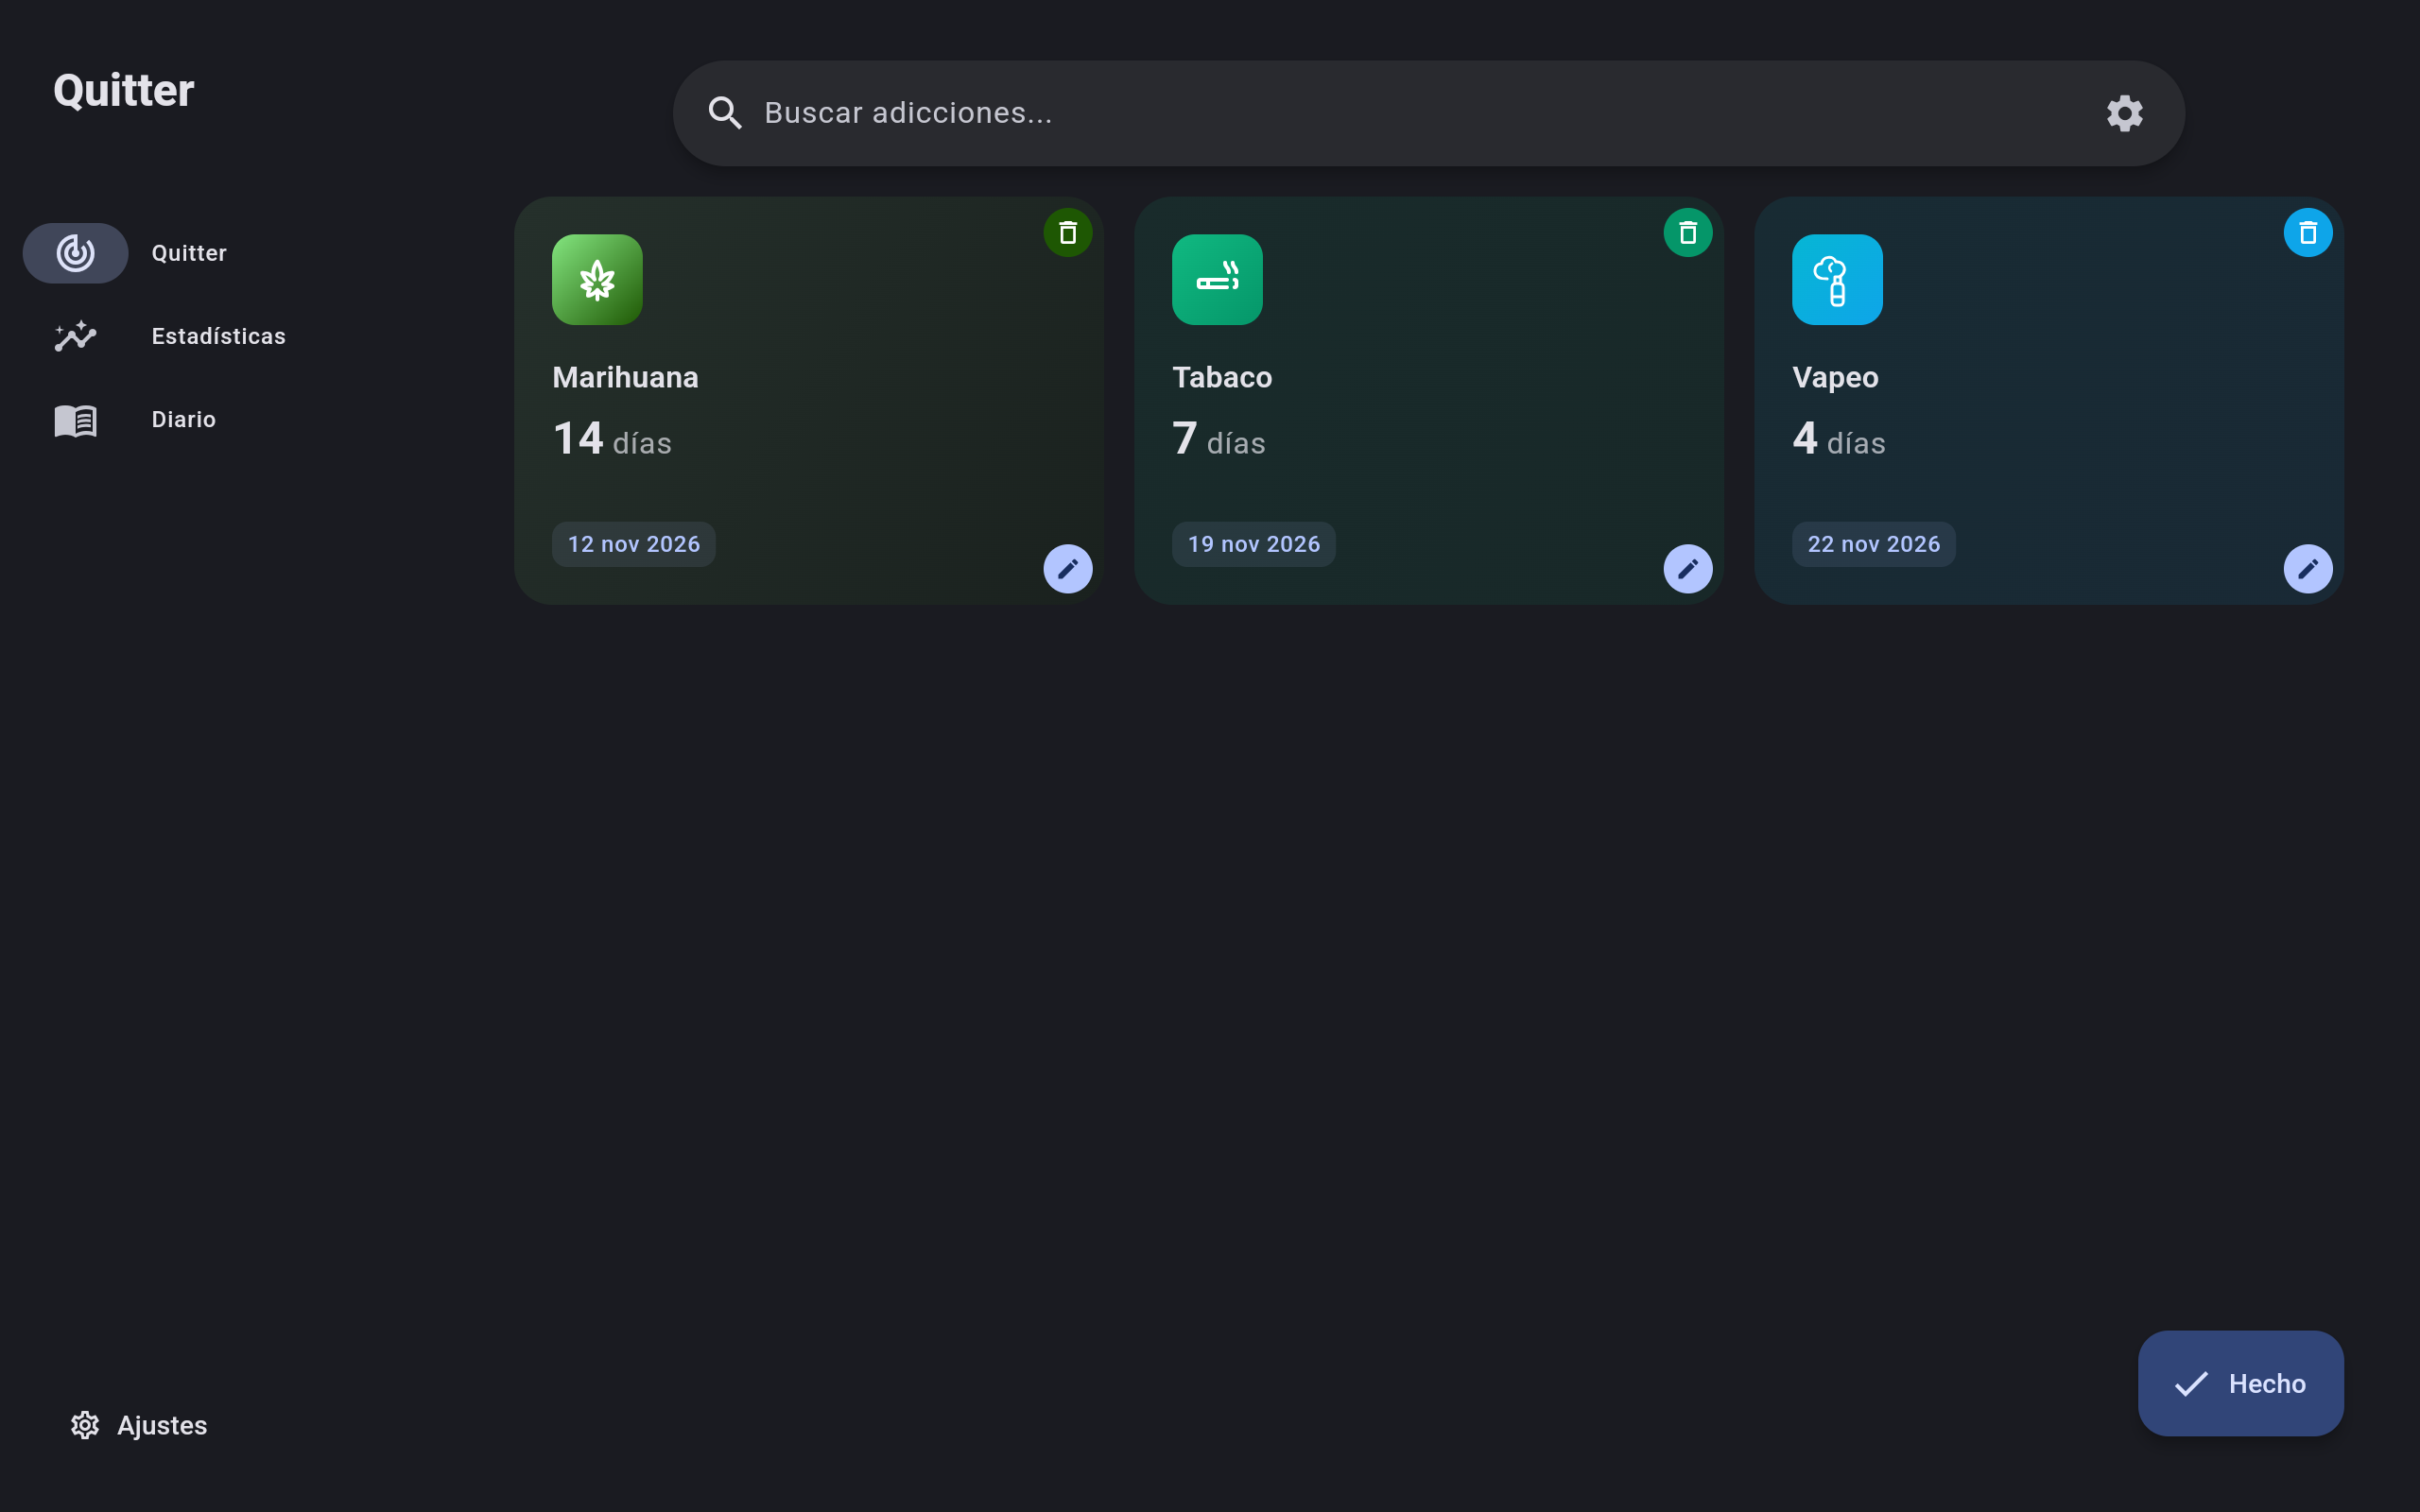 Quitter
Buscar adicciones...
Quitter
Estadísticas
Diario
Marihuana
14 días
12 nov 2026
Tabaco
7 días
19 nov 2026
Vapeo
4 días
22 nov 2026
Hecho
Ajustes